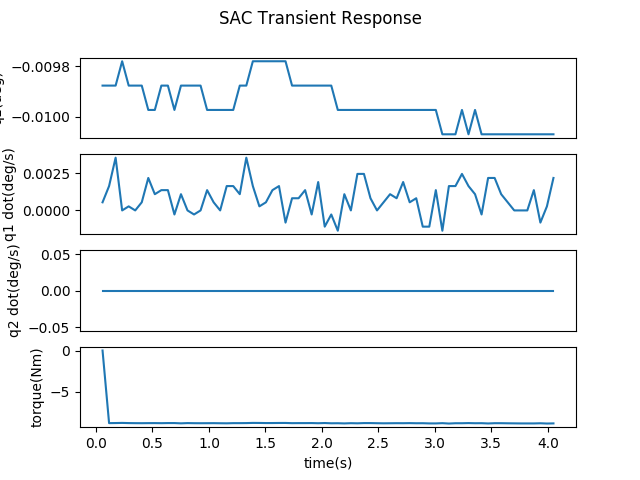 SAC Transient Response
−0.0098
−0.0100
0.0025
0.0000
q1 dot(deg/s)
0.05
0.00
−0.05
q2 dot(deg/s)
0
−5
torque(Nm)
0.0 0.5 1.0 1.5 2.0 2.5 3.0 3.5 4.0
time(s)